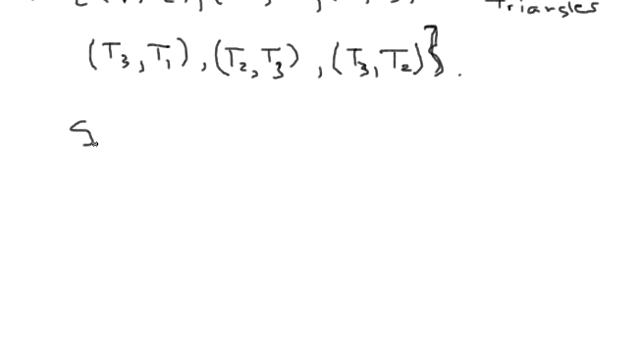 Triangles
(T3, T1), (T2, T3), (T3, T2)}.
S